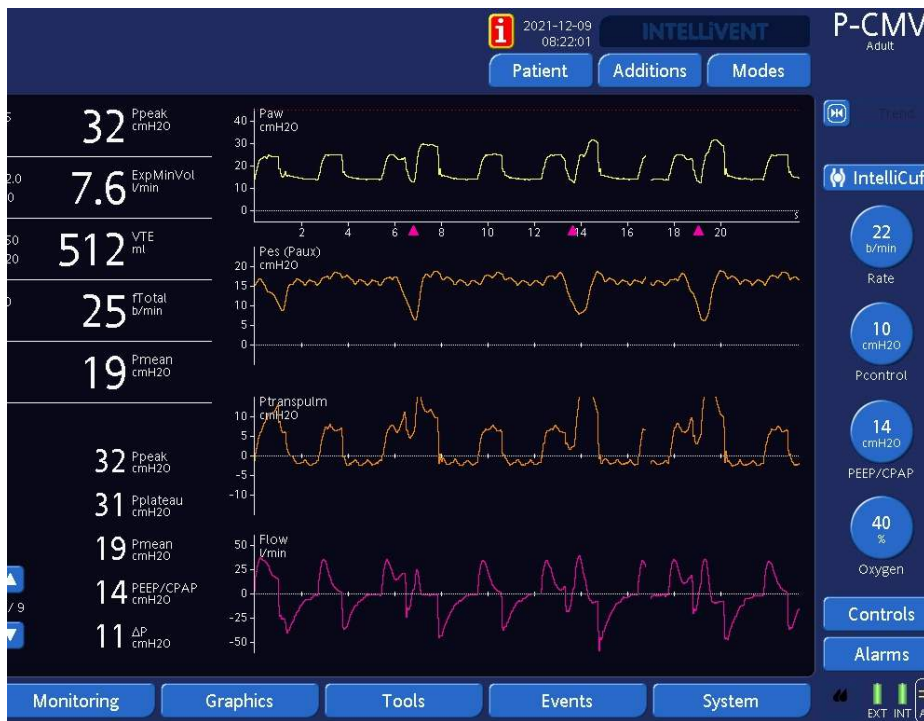 2021-12-09
08:22:01
INTELLiVENT
P-CMV
Adult
Patient
Additions
Modes
32 Ppeak
cmH2O
7.6 ExpMinVol
l/min
512 VTE
ml
25 fTotal
b/min
19 Pmean
cmH2O
32 Ppeak
cmH2O
31 Pplateau
cmH2O
19 Pmean
cmH2O
14 PEEP/CPAP
cmH2O
11 ΔP
cmH2O
/ 9
Paw
cmH2O
40
30
20
10
0
2 4 6 8 10 12 14 16 18 20 s
Pes (Paux)
cmH2O
20
15
10
5
0
Ptranspulm
cmH2O
10
5
0
-5
-10
Flow
l/min
50
25
0
-25
-50
Trend
IntelliCuf
22
b/min
Rate
10
cmH2O
Pcontrol
14
cmH2O
PEEP/CPAP
40
%
Oxygen
Controls
Alarms
Monitoring
Graphics
Tools
Events
System
EXT INT